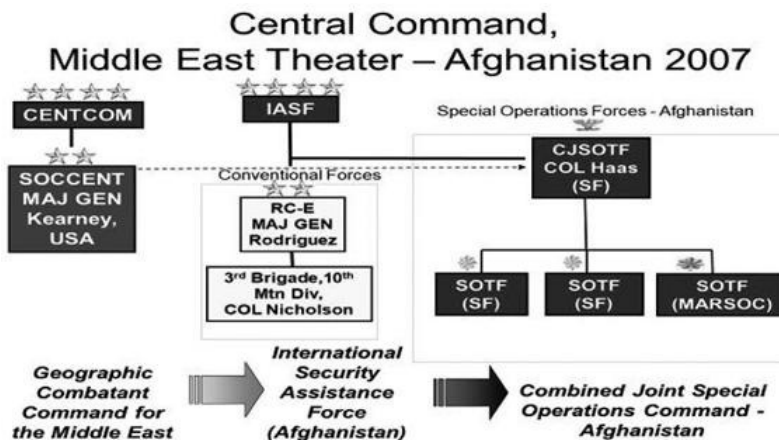 Central Command,
Middle East Theater – Afghanistan 2007
CENTCOM
SOCCENT
MAJ GEN
Kearney,
USA
IASF
Conventional Forces
RC-E
MAJ GEN
Rodriguez
3rd Brigade,10th
Mtn Div,
COL Nicholson
Special Operations Forces - Afghanistan
CJSOTF
COL Haas
(SF)
SOTF
(SF)
SOTF
(SF)
SOTF
(MARSOC)
Geographic
Combatant
Command for
the Middle East
International
Security
Assistance
Force
(Afghanistan)
Combined Joint Special
Operations Command -
Afghanistan